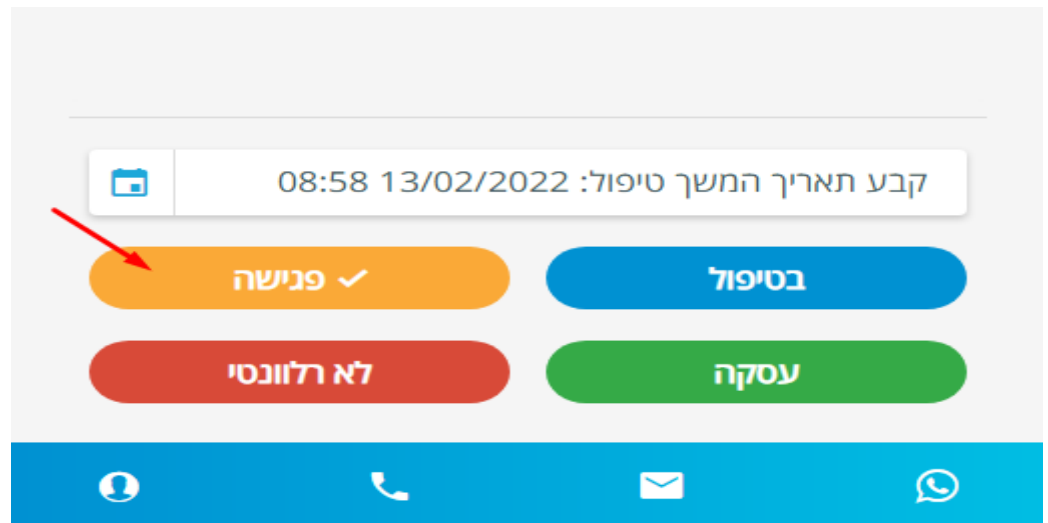 קבע תאריך המשך טיפול: 13/02/2022 08:58
בטיפול
✓ פגישה
עסקה
לא רלוונטי